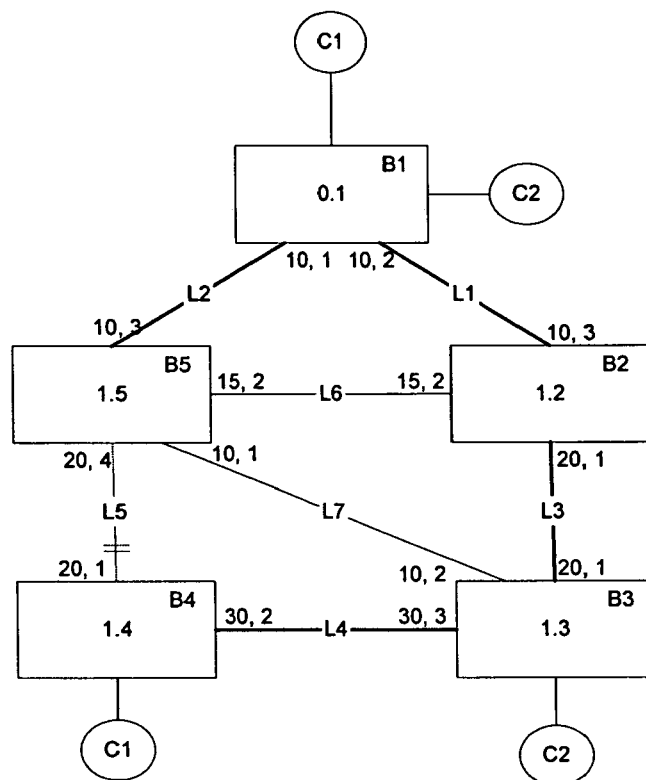 C1
B1
0.1
C2
10, 1
10, 2
L2
L1
10, 3
10, 3
B5
B2
1.5
15, 2
L6
15, 2
1.2
20, 4
10, 1
20, 1
L5
L7
L3
20, 1
10, 2
20, 1
B4
B3
1.4
30, 2
L4
30, 3
1.3
C1
C2